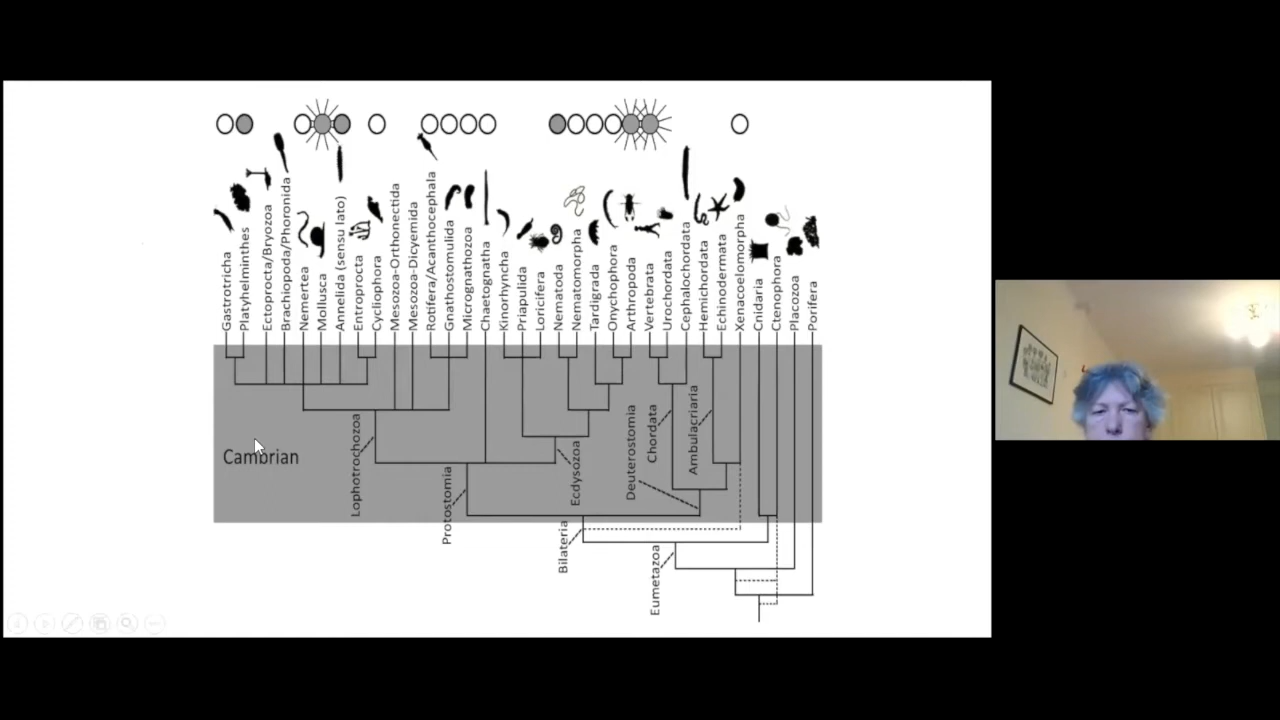 Gastrotricha
Platyhelminthes
Ectoprocta/Bryozoa
Brachiopoda/Phoronida
Nemertea
Mollusca
Annelida (sensu lato)
Entroprocta
Cycliophora
Mesozoa-Orthonectida
Mesozoa-Dicyemida
Rotifera/Acanthocephala
Gnathostomulida
Micrognathozoa
Chaetognatha
Kinorhyncha
Priapulida
Loricifera
Nematoda
Nematomorpha
Tardigrada
Onychophora
Arthropoda
Vertebrata
Urochordata
Cephalochordata
Hemichordata
Echinodermata
Xenacoelomorpha
Cnidaria
Ctenophora
Placozoa
Porifera
Cambrian
Lophotrochozoa
Protostomia
Ecdysozoa
Deuterostomia
Chordata
Ambulacriaria
Bilateria
Eumetazoa